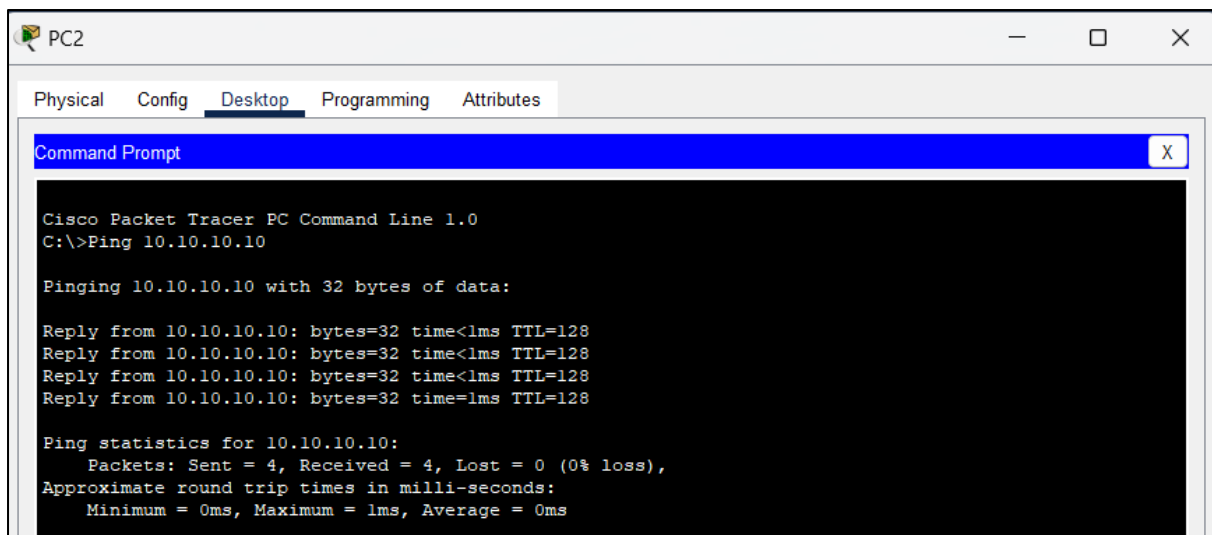 PC2
Physical Config Desktop Programming Attributes
Command Prompt X
Cisco Packet Tracer PC Command Line 1.0
C:\>Ping 10.10.10.10
Pinging 10.10.10.10 with 32 bytes of data:
Reply from 10.10.10.10: bytes=32 time<1ms TTL=128
Reply from 10.10.10.10: bytes=32 time<1ms TTL=128
Reply from 10.10.10.10: bytes=32 time<1ms TTL=128
Reply from 10.10.10.10: bytes=32 time=1ms TTL=128
Ping statistics for 10.10.10.10:
    Packets: Sent = 4, Received = 4, Lost = 0 (0% loss),
Approximate round trip times in milli-seconds:
    Minimum = 0ms, Maximum = 1ms, Average = 0ms